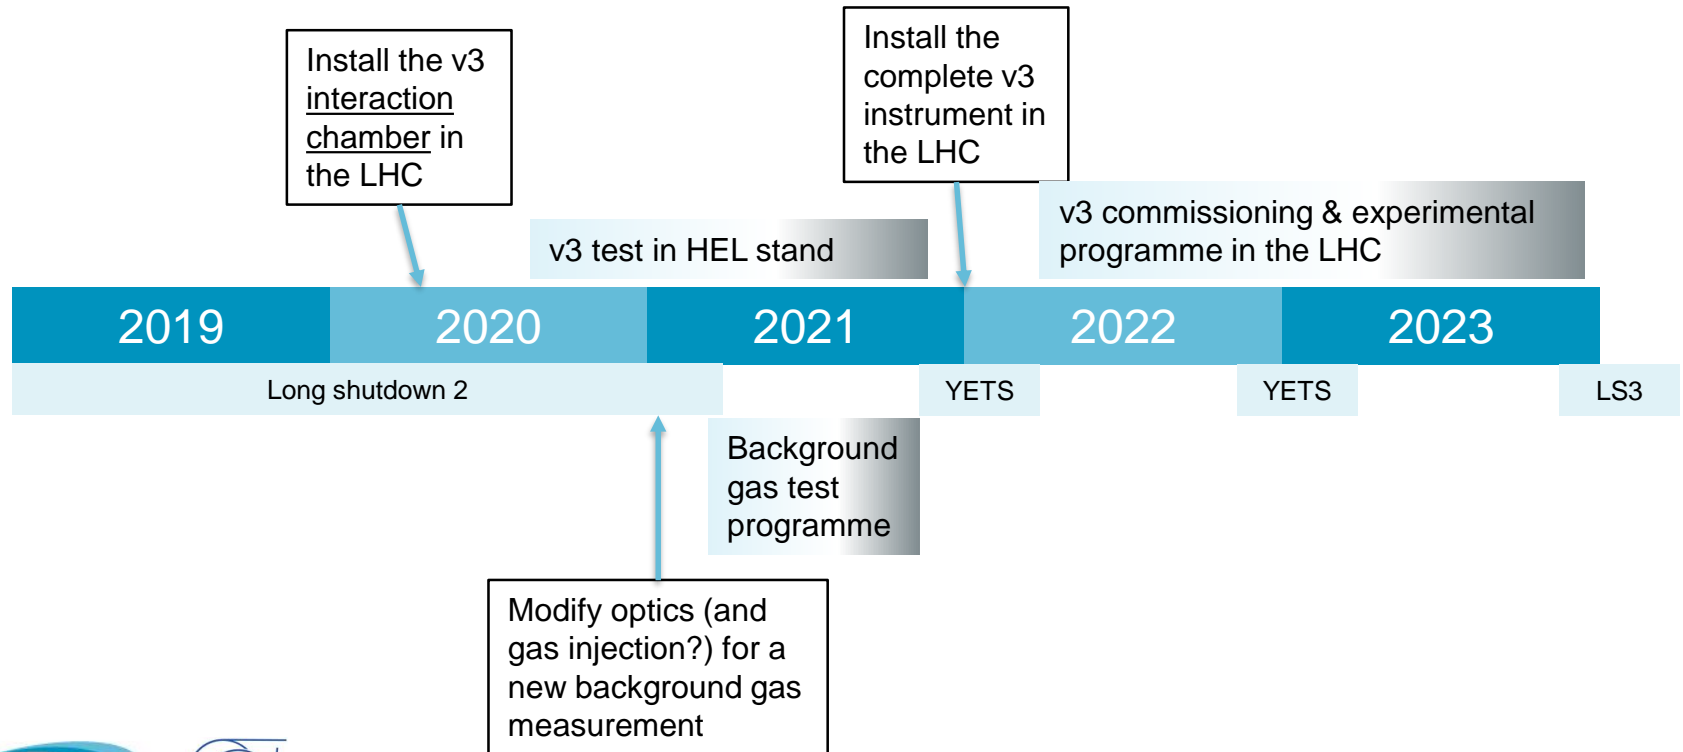 Install the v3
interaction
chamber in
the LHC
Install the
complete v3
instrument in
the LHC
v3 test in HEL stand
v3 commissioning & experimental
programme in the LHC
2019
2020
2021
2022
2023
Long shutdown 2
YETS
YETS
LS3
Background
gas test
programme
Modify optics (and
gas injection?) for a
new background gas
measurement